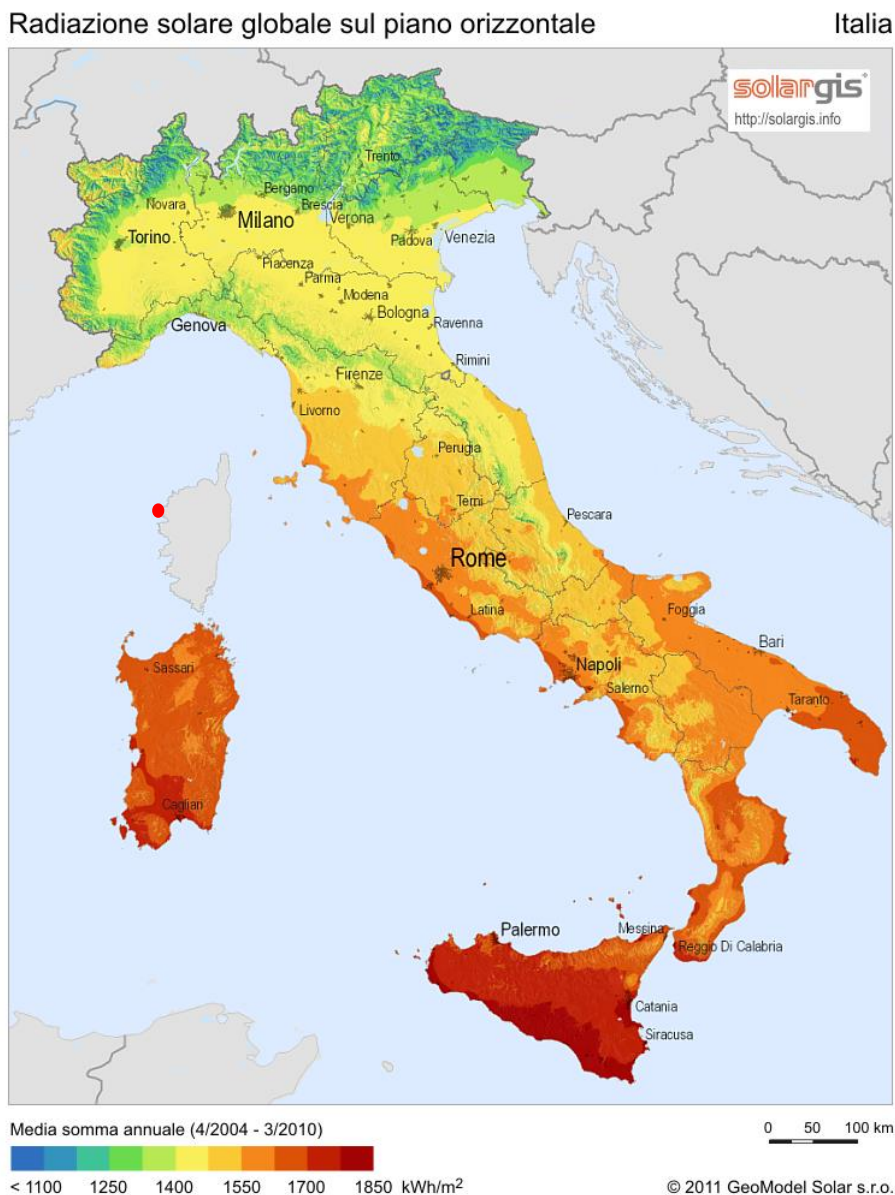 Radiazione solare globale sul piano orizzontale
Italia
solargis
http://solargis.info
Trento
Bergamo
Novara
Brescia
Milano
Verona
Torino
Padova
Venezia
Piacenza
Parma
Modena
Bologna
Genova
Ravenna
Rimini
Firenze
Livorno
Perugia
Terni
Pescara
Rome
Latina
Foggia
Bari
Sassari
Napoli
Salerno
Taranto
Cagliari
Palermo
Messina
Reggio Di Calabria
Catania
Siracusa
Media somma annuale (4/2004 - 3/2010)
0 50 100 km
< 1100 1250 1400 1550 1700 1850 kWh/m²
© 2011 GeoModel Solar s.r.o.